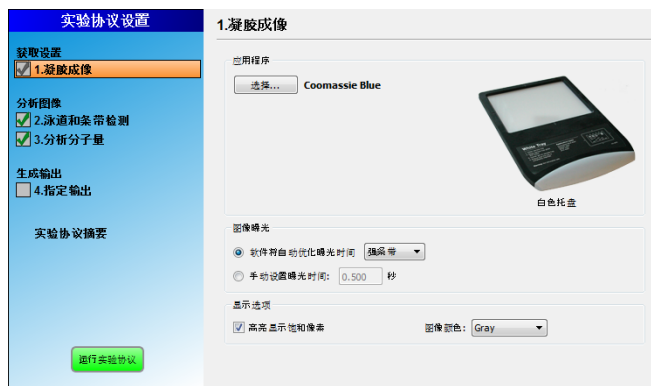 实验协议设置
获取设置
1.凝胶成像
分析图像
2.泳道和条带检测
3.分析分子量
生成输出
4.指定输出
实验协议摘要
运行实验协议
1.凝胶成像
应用程序
选择... Coomassie Blue
White Tray
白色托盘
图像曝光
软件将自动优化曝光时间 强条带
手动设置曝光时间: 0.500 秒
显示选项
高亮显示饱和像素 图像颜色: Gray